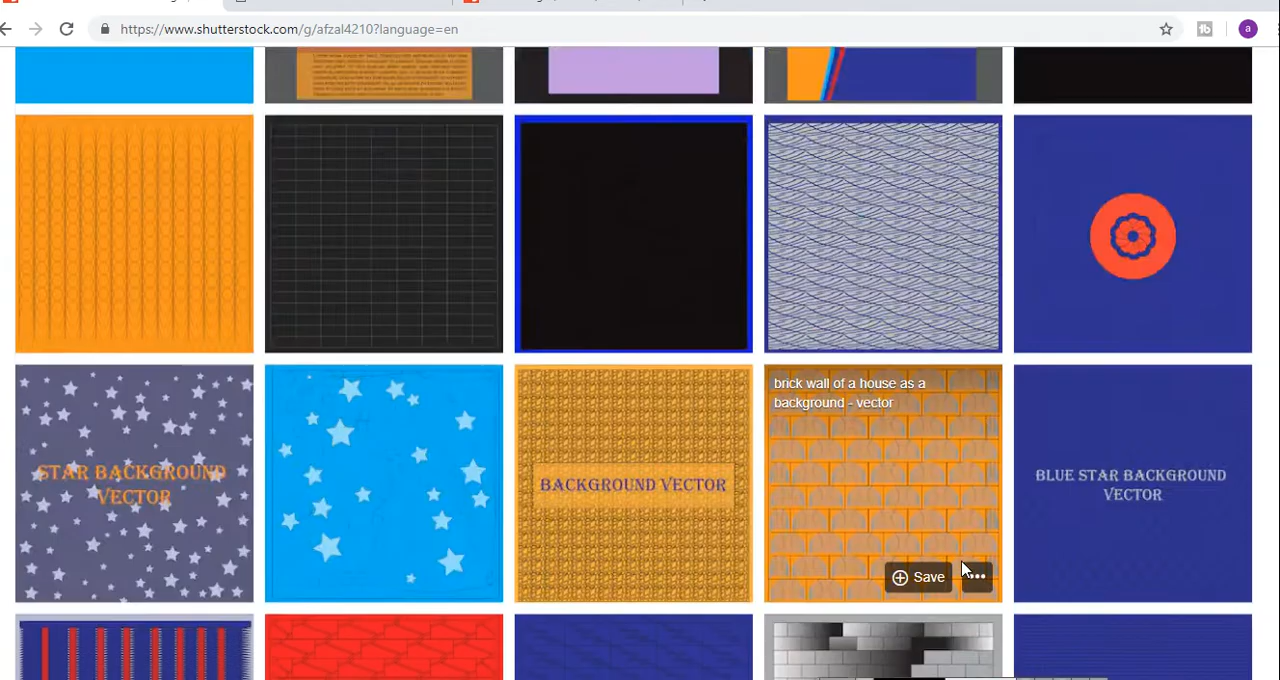 https://www.shutterstock.com/g/afzal4210?language=en
a
brick wall of a house as a
background - vector
STAR BACKGROUND
VECTOR
BACKGROUND VECTOR
BLUE STAR BACKGROUND
VECTOR
Save